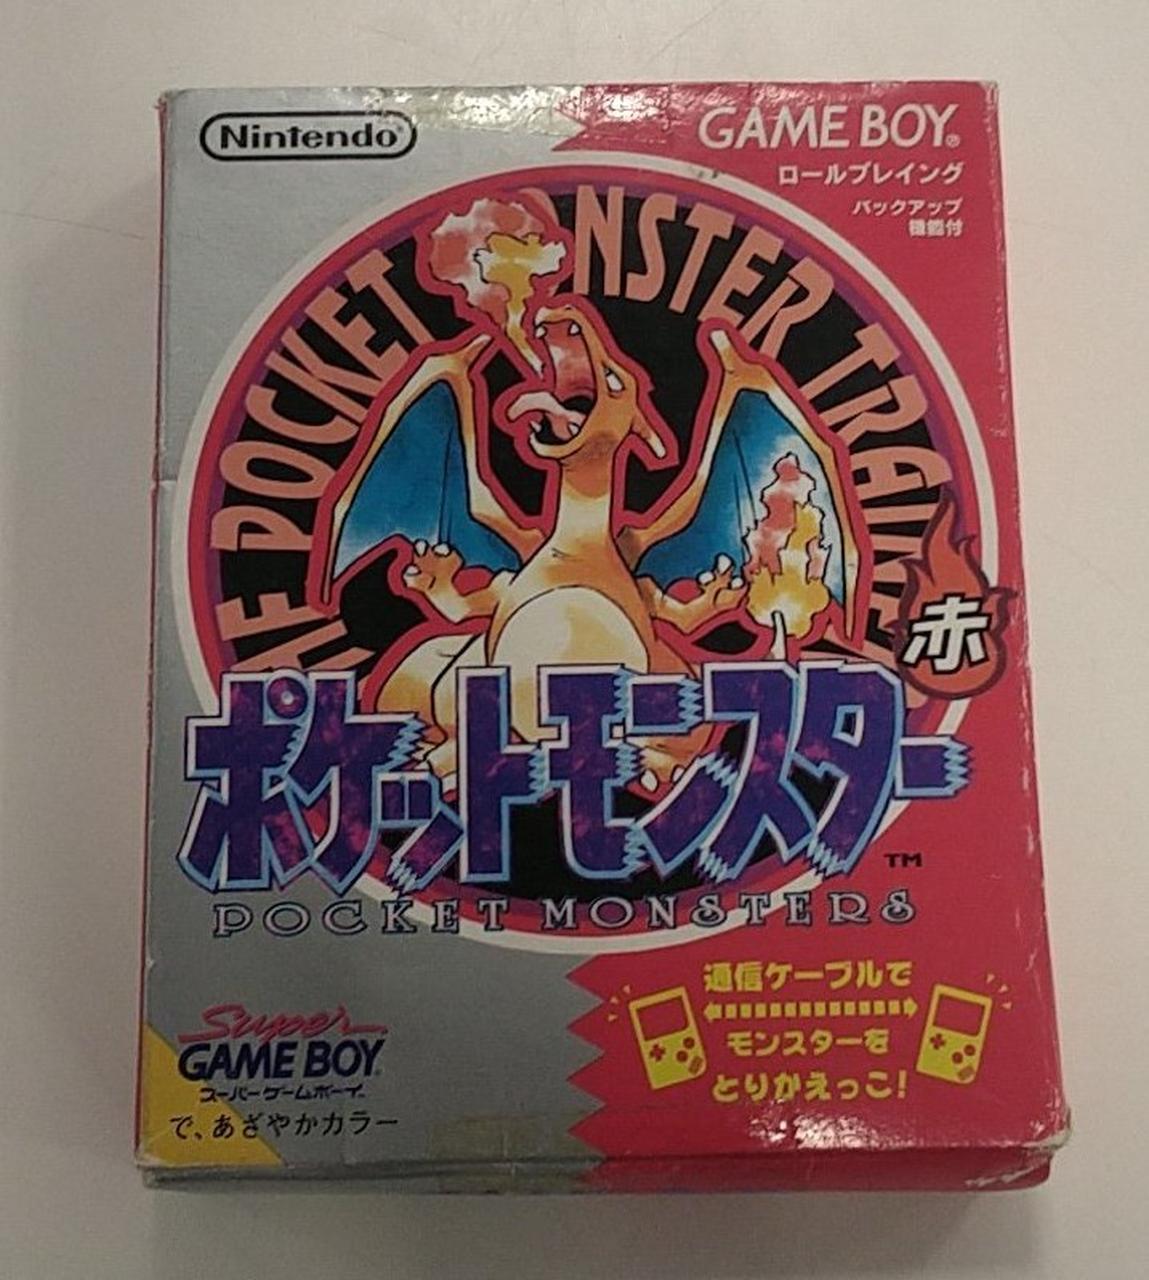 Nintendo®
GAME BOY®
ロールプレイング
バックアップ
機能付
POCKET MONSTER
赤
ポケットモンスター
TM
POCKET MONSTERS
通信ケーブルで
モンスターを
とりかえっこ!
Super
GAME BOY®
スーパーゲームボーイ
で、あざやかカラー